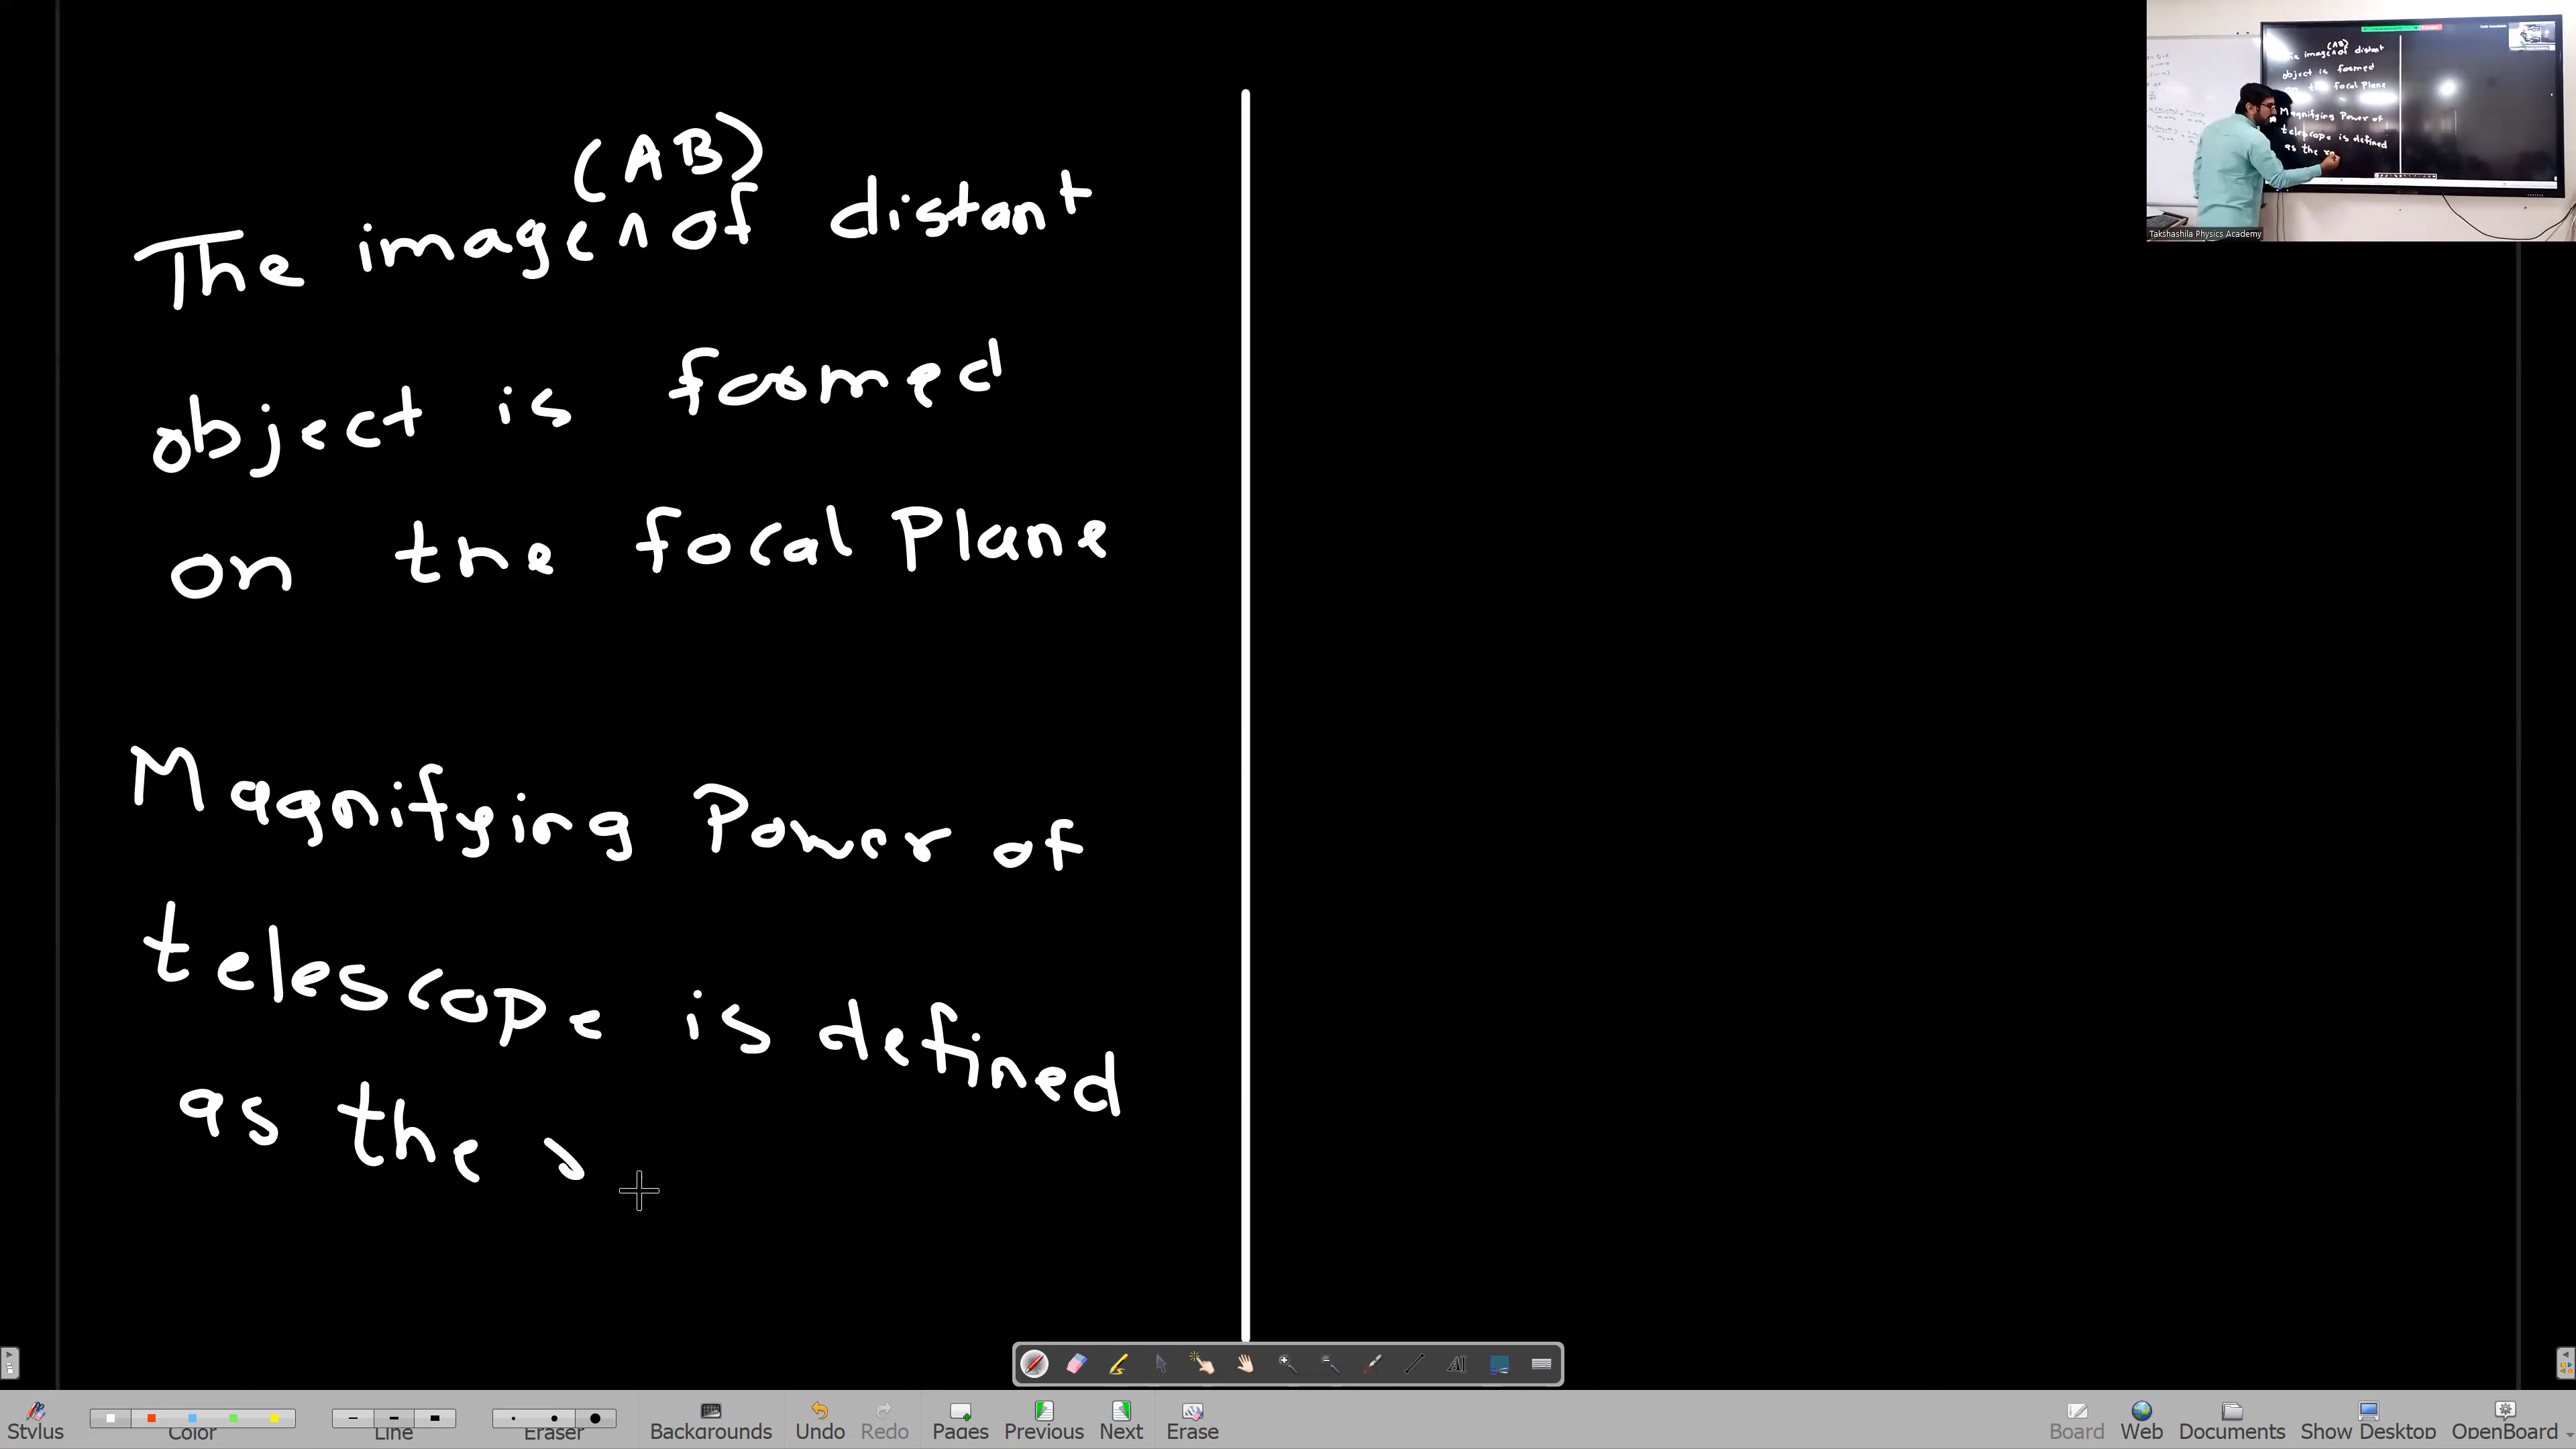 (AB)
The image ∧ of distant
object is formed
on the focal Plane
Magnifying Power of
telescope is defined
as the r
Takshashila Physics Academy
Stylus Color Line Eraser Backgrounds Undo Redo Pages Previous Next Erase Board Web Documents Show Desktop OpenBoard